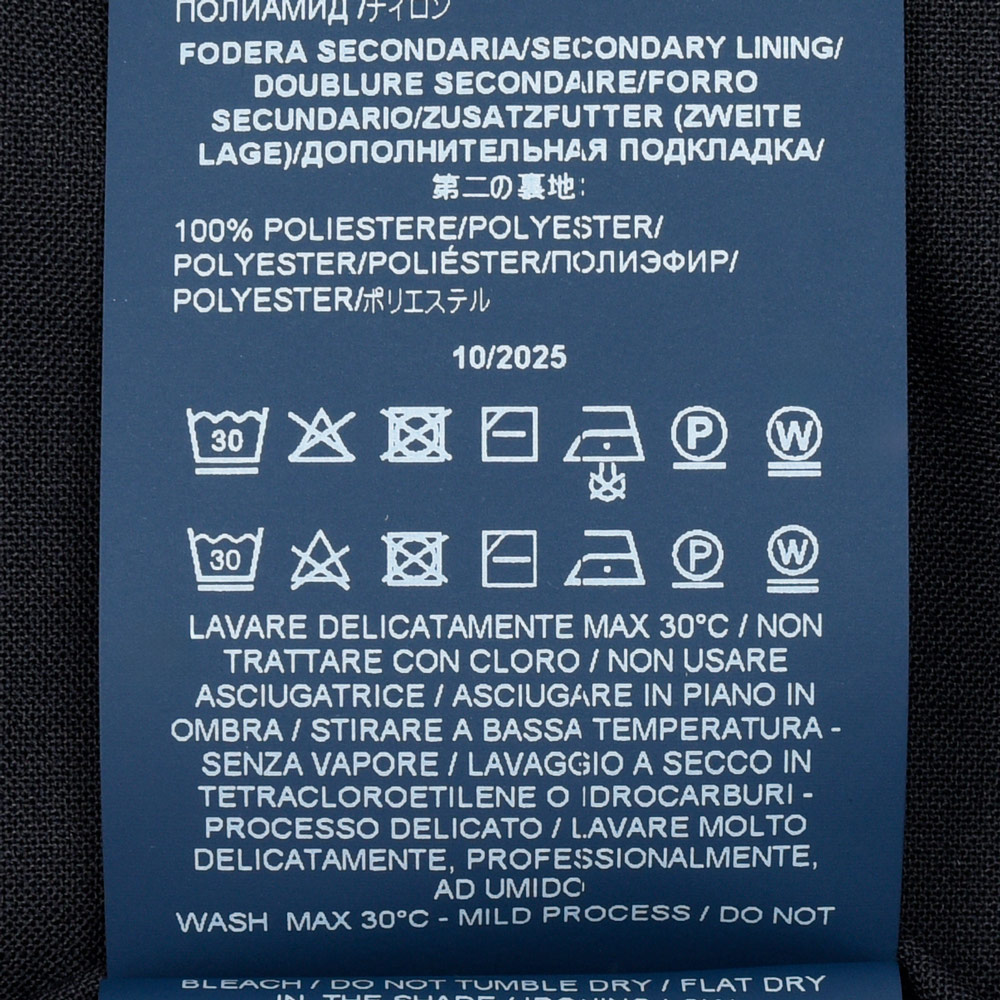 ПОЛИАМИД /ナイロン
FODERA SECONDARIA/SECONDARY LINING/
DOUBLURE SECONDAIRE/FORRO
SECUNDARIO/ZUSATZFUTTER (ZWEITE
LAGE)/ДОПОЛНИТЕЛЬНАЯ ПОДКЛАДКА/
第二の裏地:
100% POLIESTERE/POLYESTER/
POLYESTER/POLIÉSTER/ПОЛИЭФИР/
POLYESTER/ポリエステル
10/2025
30 P W
30 P W
LAVARE DELICATAMENTE MAX 30°C / NON
TRATTARE CON CLORO / NON USARE
ASCIUGATRICE / ASCIUGARE IN PIANO IN
OMBRA / STIRARE A BASSA TEMPERATURA -
SENZA VAPORE / LAVAGGIO A SECCO IN
TETRACLOROETILENE O IDROCARBURI -
PROCESSO DELICATO / LAVARE MOLTO
DELICATAMENTE, PROFESSIONALMENTE,
AD UMIDO
WASH MAX 30°C - MILD PROCESS / DO NOT
BLEACH / DO NOT TUMBLE DRY / FLAT DRY
IN THE SHADE /